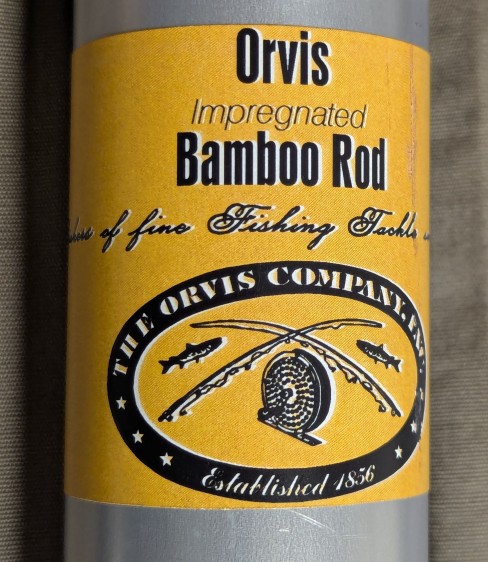 Orvis
Impregnated
Bamboo Rod
of fine Fishing Tackle
THE ORVIS COMPANY, INC.
Established 1856